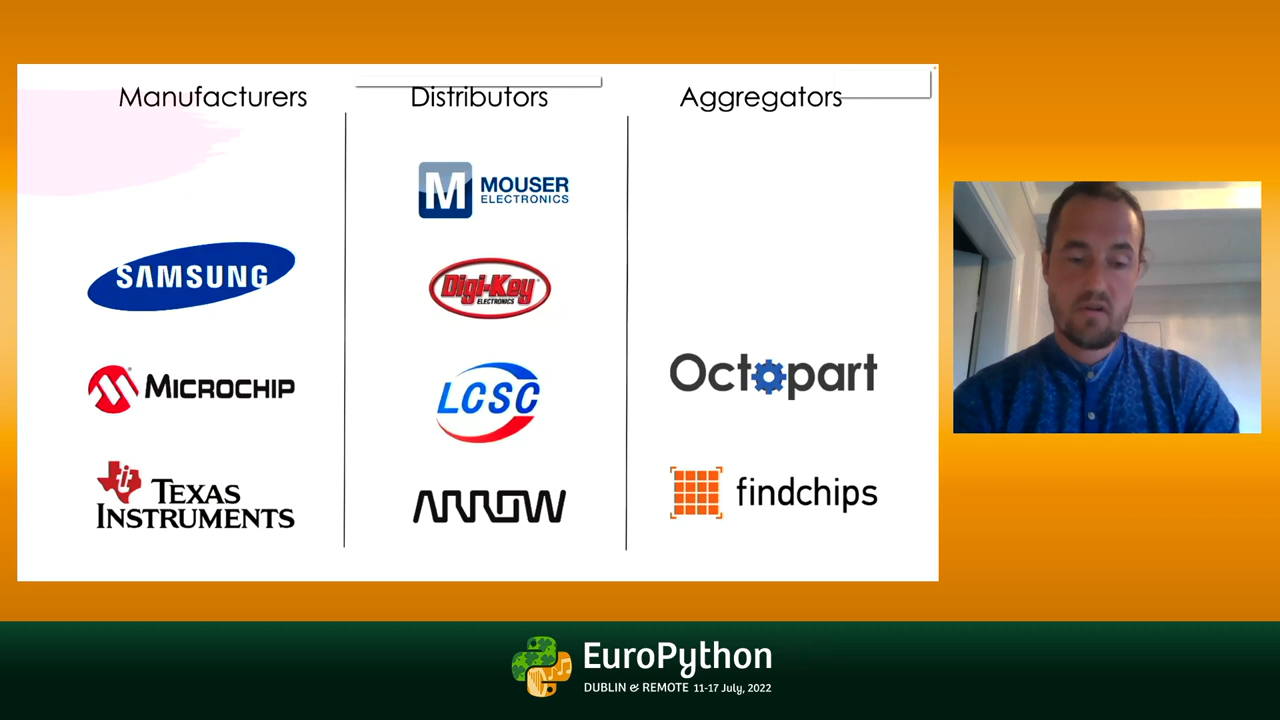 Manufacturers
Distributors
Aggregators
M MOUSER
ELECTRONICS
SAMSUNG
Digi-Key
ELECTRONICS
MICROCHIP
LCSC
Octopart
TEXAS
INSTRUMENTS
ARROW
findchips
EuroPython
DUBLIN & REMOTE 11-17 July, 2022